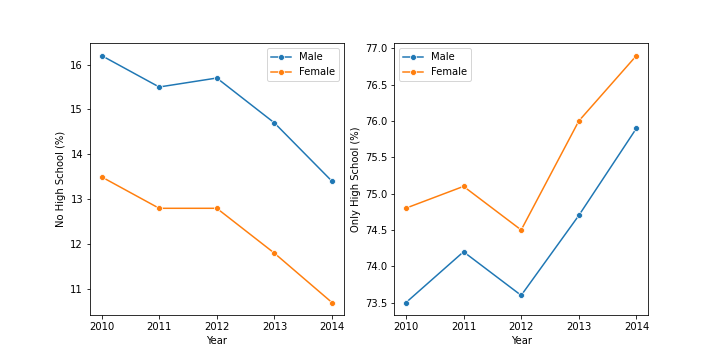 No High School (%)
16
15
14
13
12
11
Male
Female
2010 2011 2012 2013 2014
Year
Only High School (%)
77.0
76.5
76.0
75.5
75.0
74.5
74.0
73.5
Male
Female
2010 2011 2012 2013 2014
Year